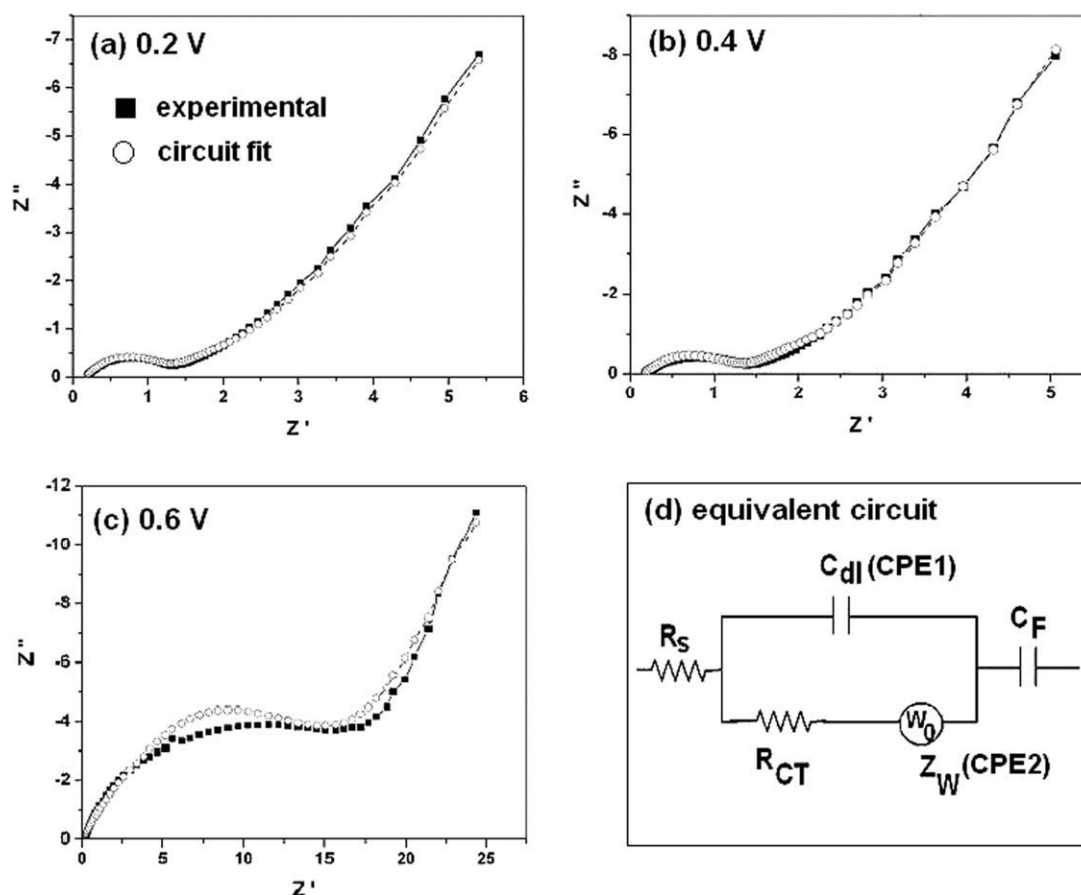 (a) 0.2 V
experimental
circuit fit
-7
-6
-5
-4
-3
-2
-1
0
Z"
0 1 2 3 4 5 6
Z'
(b) 0.4 V
-8
-6
-4
-2
0
Z"
0 1 2 3 4 5
Z'
(c) 0.6 V
-12
-10
-8
-6
-4
-2
0
Z"
0 5 10 15 20 25
Z'
(d) equivalent circuit
Cdl(CPE1)
RS
CF
W0
RCT
ZW(CPE2)